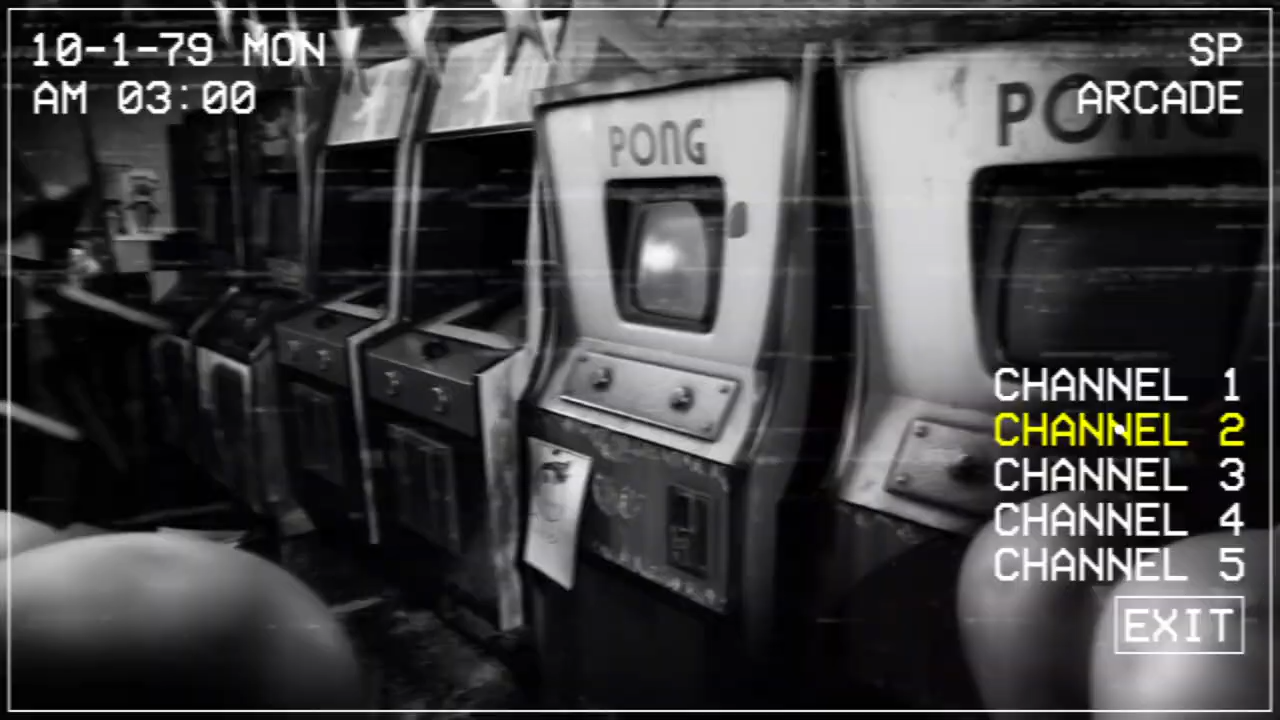 10-1-79 MON
AM 03:00
SP
ARCADE
PONG
PONG
CHANNEL 1
CHANNEL 2
CHANNEL 3
CHANNEL 4
CHANNEL 5
EXIT